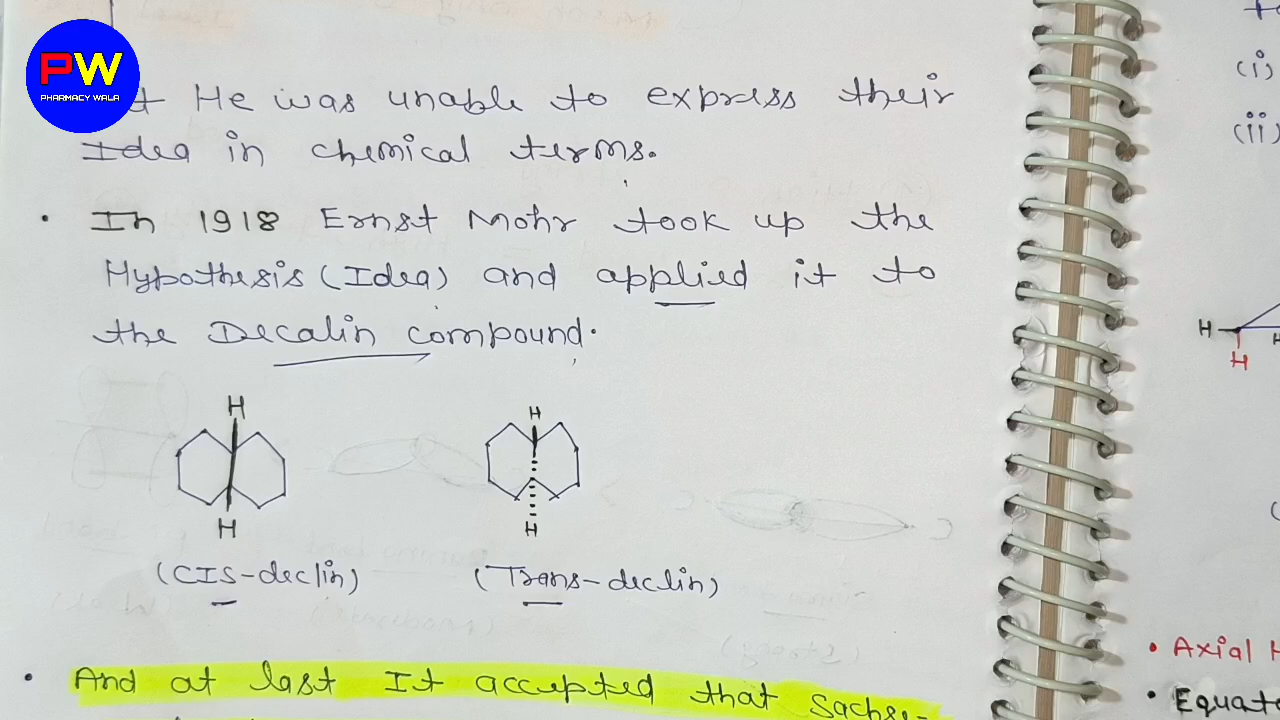 PW
PHARMACY WALA
He was unable to express their
Idea in chemical terms.
• In 1918 Ernst Mohr took up the
Hypothesis (Idea) and applied it to
the Decalin compound.
H
H
H
H
(CIS-declin)
(Trans-declin)
• And at last It accepted that Sachse-
(i)
(ii)
H
H
H
• Axial H
• Equat